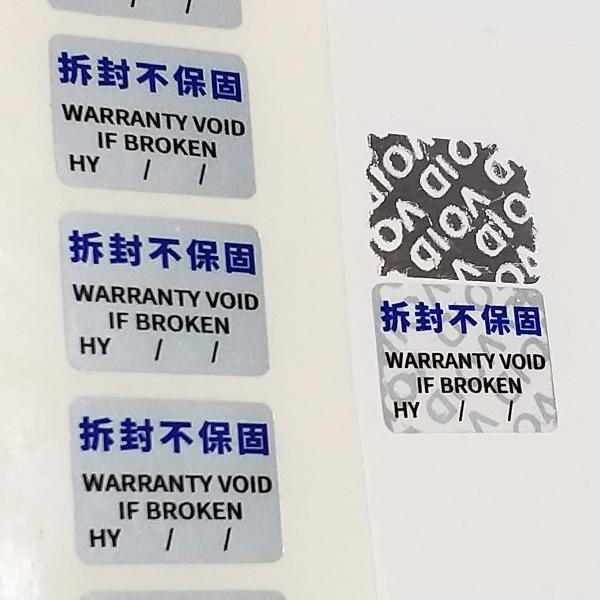 / /
拆封不保固
WARRANTY VOID
IF BROKEN
HY / /
拆封不保固
WARRANTY VOID
IF BROKEN
HY / /
拆封不保固
WARRANTY VOID
IF BROKEN
HY / /
VOID
VOID
VOID
拆封不保固
WARRANTY VOID
IF BROKEN
HY / /